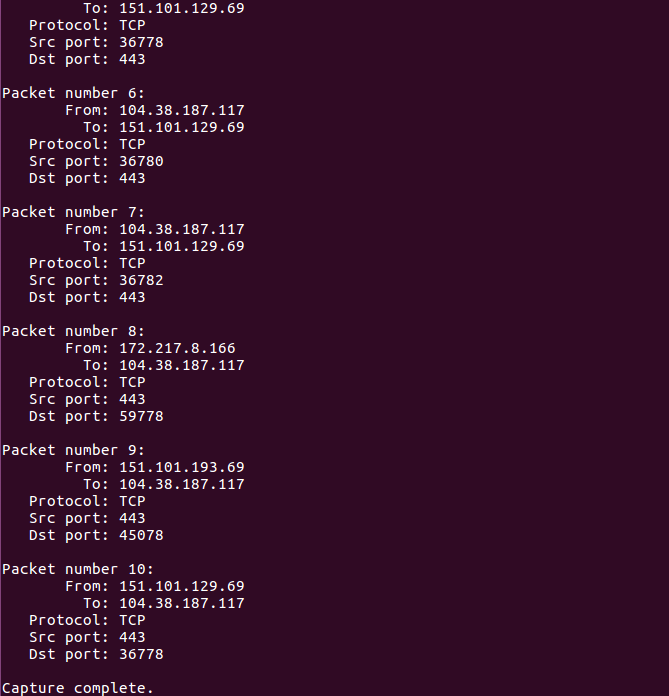 To: 151.101.129.69
Protocol: TCP
Src port: 36778
Dst port: 443
Packet number 6:
From: 104.38.187.117
To: 151.101.129.69
Protocol: TCP
Src port: 36780
Dst port: 443
Packet number 7:
From: 104.38.187.117
To: 151.101.129.69
Protocol: TCP
Src port: 36782
Dst port: 443
Packet number 8:
From: 172.217.8.166
To: 104.38.187.117
Protocol: TCP
Src port: 443
Dst port: 59778
Packet number 9:
From: 151.101.193.69
To: 104.38.187.117
Protocol: TCP
Src port: 443
Dst port: 45078
Packet number 10:
From: 151.101.129.69
To: 104.38.187.117
Protocol: TCP
Src port: 443
Dst port: 36778
Capture complete.